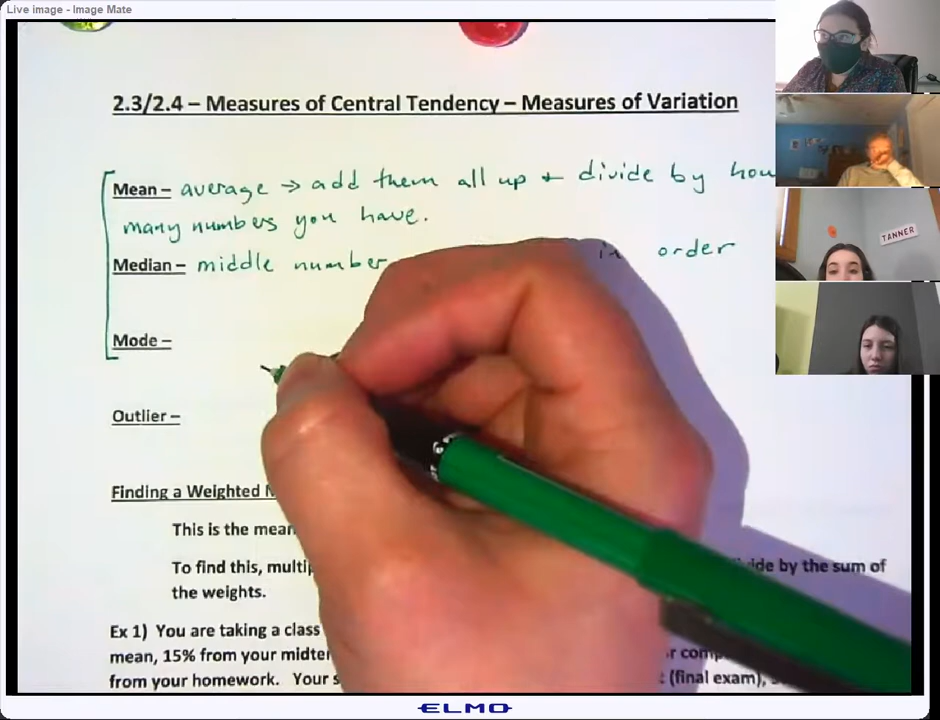 Live image - Image Mate
2.3/2.4 – Measures of Central Tendency – Measures of Variation
Mean – average → add them all up + divide by how
many numbers you have.
Median – middle number in order
TANNER
Mode –
Outlier –
Finding a Weighted
This is the mean
To find this, divide by the sum of
the weights.
Ex 1) You are taking a class
mean, 15% from your
from your homework. Your (final exam),
ELMO